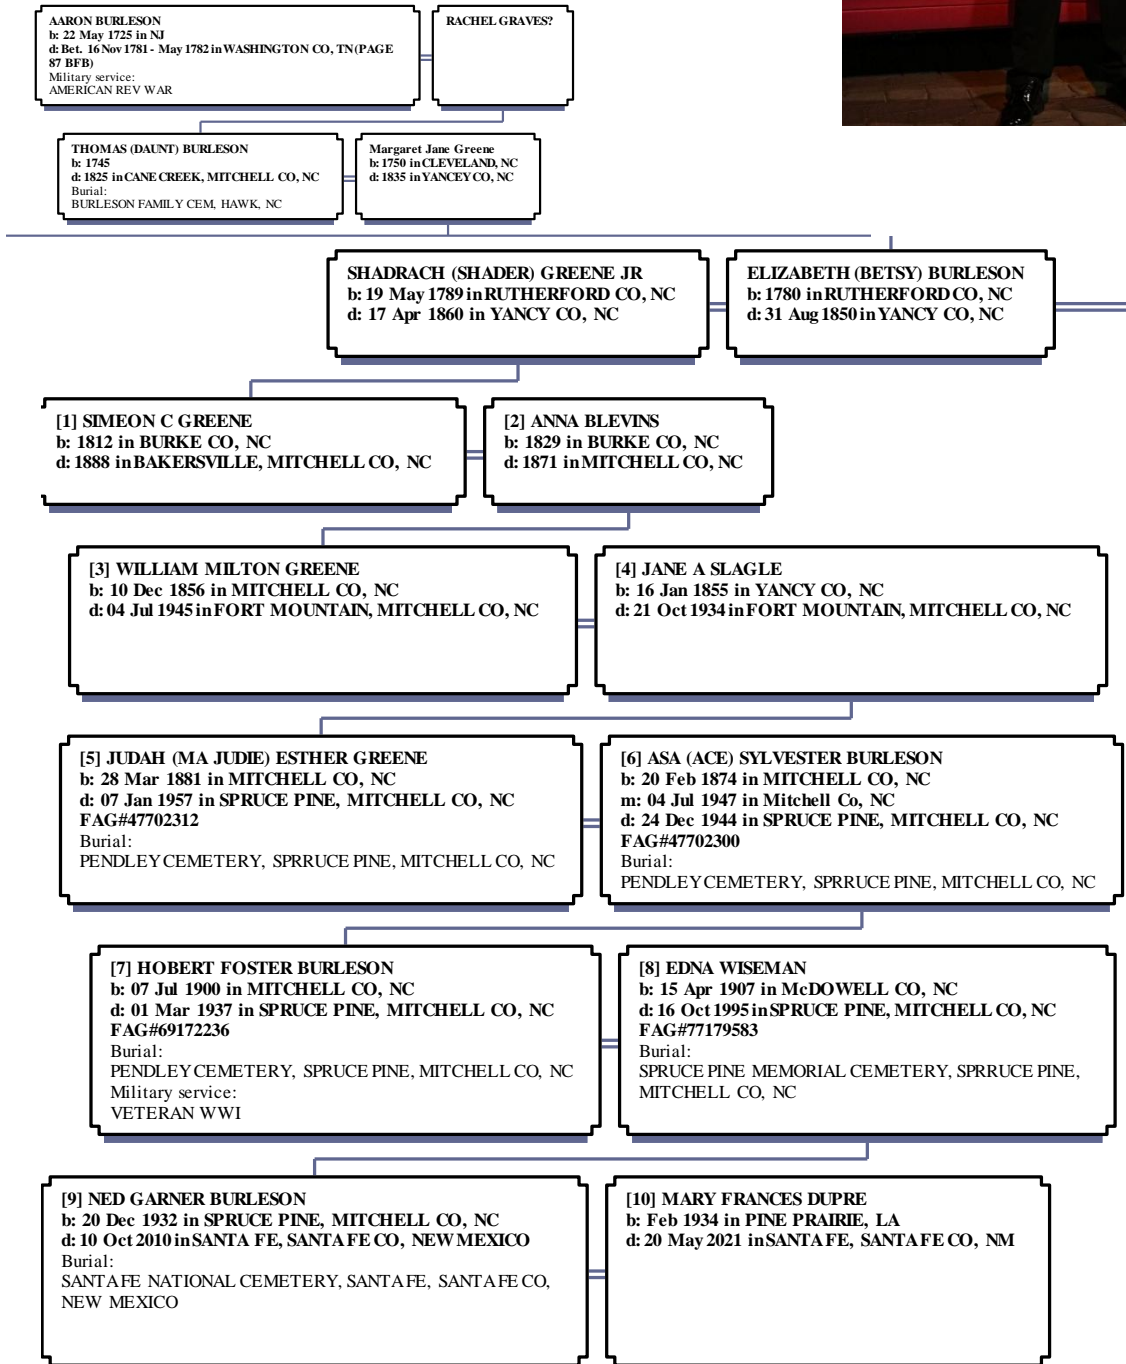 AARON BURLESON
b: 22 May 1725 in NJ
d: Bet. 16 Nov 1781 - May 1782 in WASHINGTON CO, TN (PAGE
87 BFB)
Military service:
AMERICAN REV WAR
RACHEL GRAVES?
THOMAS (DAUNT) BURLESON
b: 1745
d: 1825 in CANE CREEK, MITCHELL CO, NC
Burial:
BURLESON FAMILY CEM, HAWK, NC
Margaret Jane Greene
b: 1750 in CLEVELAND, NC
d: 1835 in YANCEY CO, NC
SHADRACH (SHADER) GREENE JR
b: 19 May 1789 in RUTHERFORD CO, NC
d: 17 Apr 1860 in YANCY CO, NC
ELIZABETH (BETSY) BURLESON
b: 1780 in RUTHERFORD CO, NC
d: 31 Aug 1850 in YANCY CO, NC
[1] SIMEON C GREENE
b: 1812 in BURKE CO, NC
d: 1888 in BAKERSVILLE, MITCHELL CO, NC
[2] ANNA BLEVINS
b: 1829 in BURKE CO, NC
d: 1871 in MITCHELL CO, NC
[3] WILLIAM MILTON GREENE
b: 10 Dec 1856 in MITCHELL CO, NC
d: 04 Jul 1945 in FORT MOUNTAIN, MITCHELL CO, NC
[4] JANE A SLAGLE
b: 16 Jan 1855 in YANCY CO, NC
d: 21 Oct 1934 in FORT MOUNTAIN, MITCHELL CO, NC
[5] JUDAH (MA JUDIE) ESTHER GREENE
b: 28 Mar 1881 in MITCHELL CO, NC
d: 07 Jan 1957 in SPRUCE PINE, MITCHELL CO, NC
FAG#47702312
Burial:
PENDLEY CEMETERY, SPRRUCE PINE, MITCHELL CO, NC
[6] ASA (ACE) SYLVESTER BURLESON
b: 20 Feb 1874 in MITCHELL CO, NC
m: 04 Jul 1947 in Mitchell Co, NC
d: 24 Dec 1944 in SPRUCE PINE, MITCHELL CO, NC
FAG#47702300
Burial:
PENDLEY CEMETERY, SPRRUCE PINE, MITCHELL CO, NC
[7] HOBERT FOSTER BURLESON
b: 07 Jul 1900 in MITCHELL CO, NC
d: 01 Mar 1937 in SPRUCE PINE, MITCHELL CO, NC
FAG#69172236
Burial:
PENDLEY CEMETERY, SPRUCE PINE, MITCHELL CO, NC
Military service:
VETERAN WWI
[8] EDNA WISEMAN
b: 15 Apr 1907 in McDOWELL CO, NC
d: 16 Oct 1995 in SPRUCE PINE, MITCHELL CO, NC
FAG#77179583
Burial:
SPRUCE PINE MEMORIAL CEMETERY, SPRRUCE PINE,
MITCHELL CO, NC
[9] NED GARNER BURLESON
b: 20 Dec 1932 in SPRUCE PINE, MITCHELL CO, NC
d: 10 Oct 2010 in SANTA FE, SANTA FE CO, NEW MEXICO
Burial:
SANTA FE NATIONAL CEMETERY, SANTA FE, SANTA FE CO,
NEW MEXICO
[10] MARY FRANCES DUPRE
b: Feb 1934 in PINE PRAIRIE, LA
d: 20 May 2021 in SANTA FE, SANTA FE CO, NM